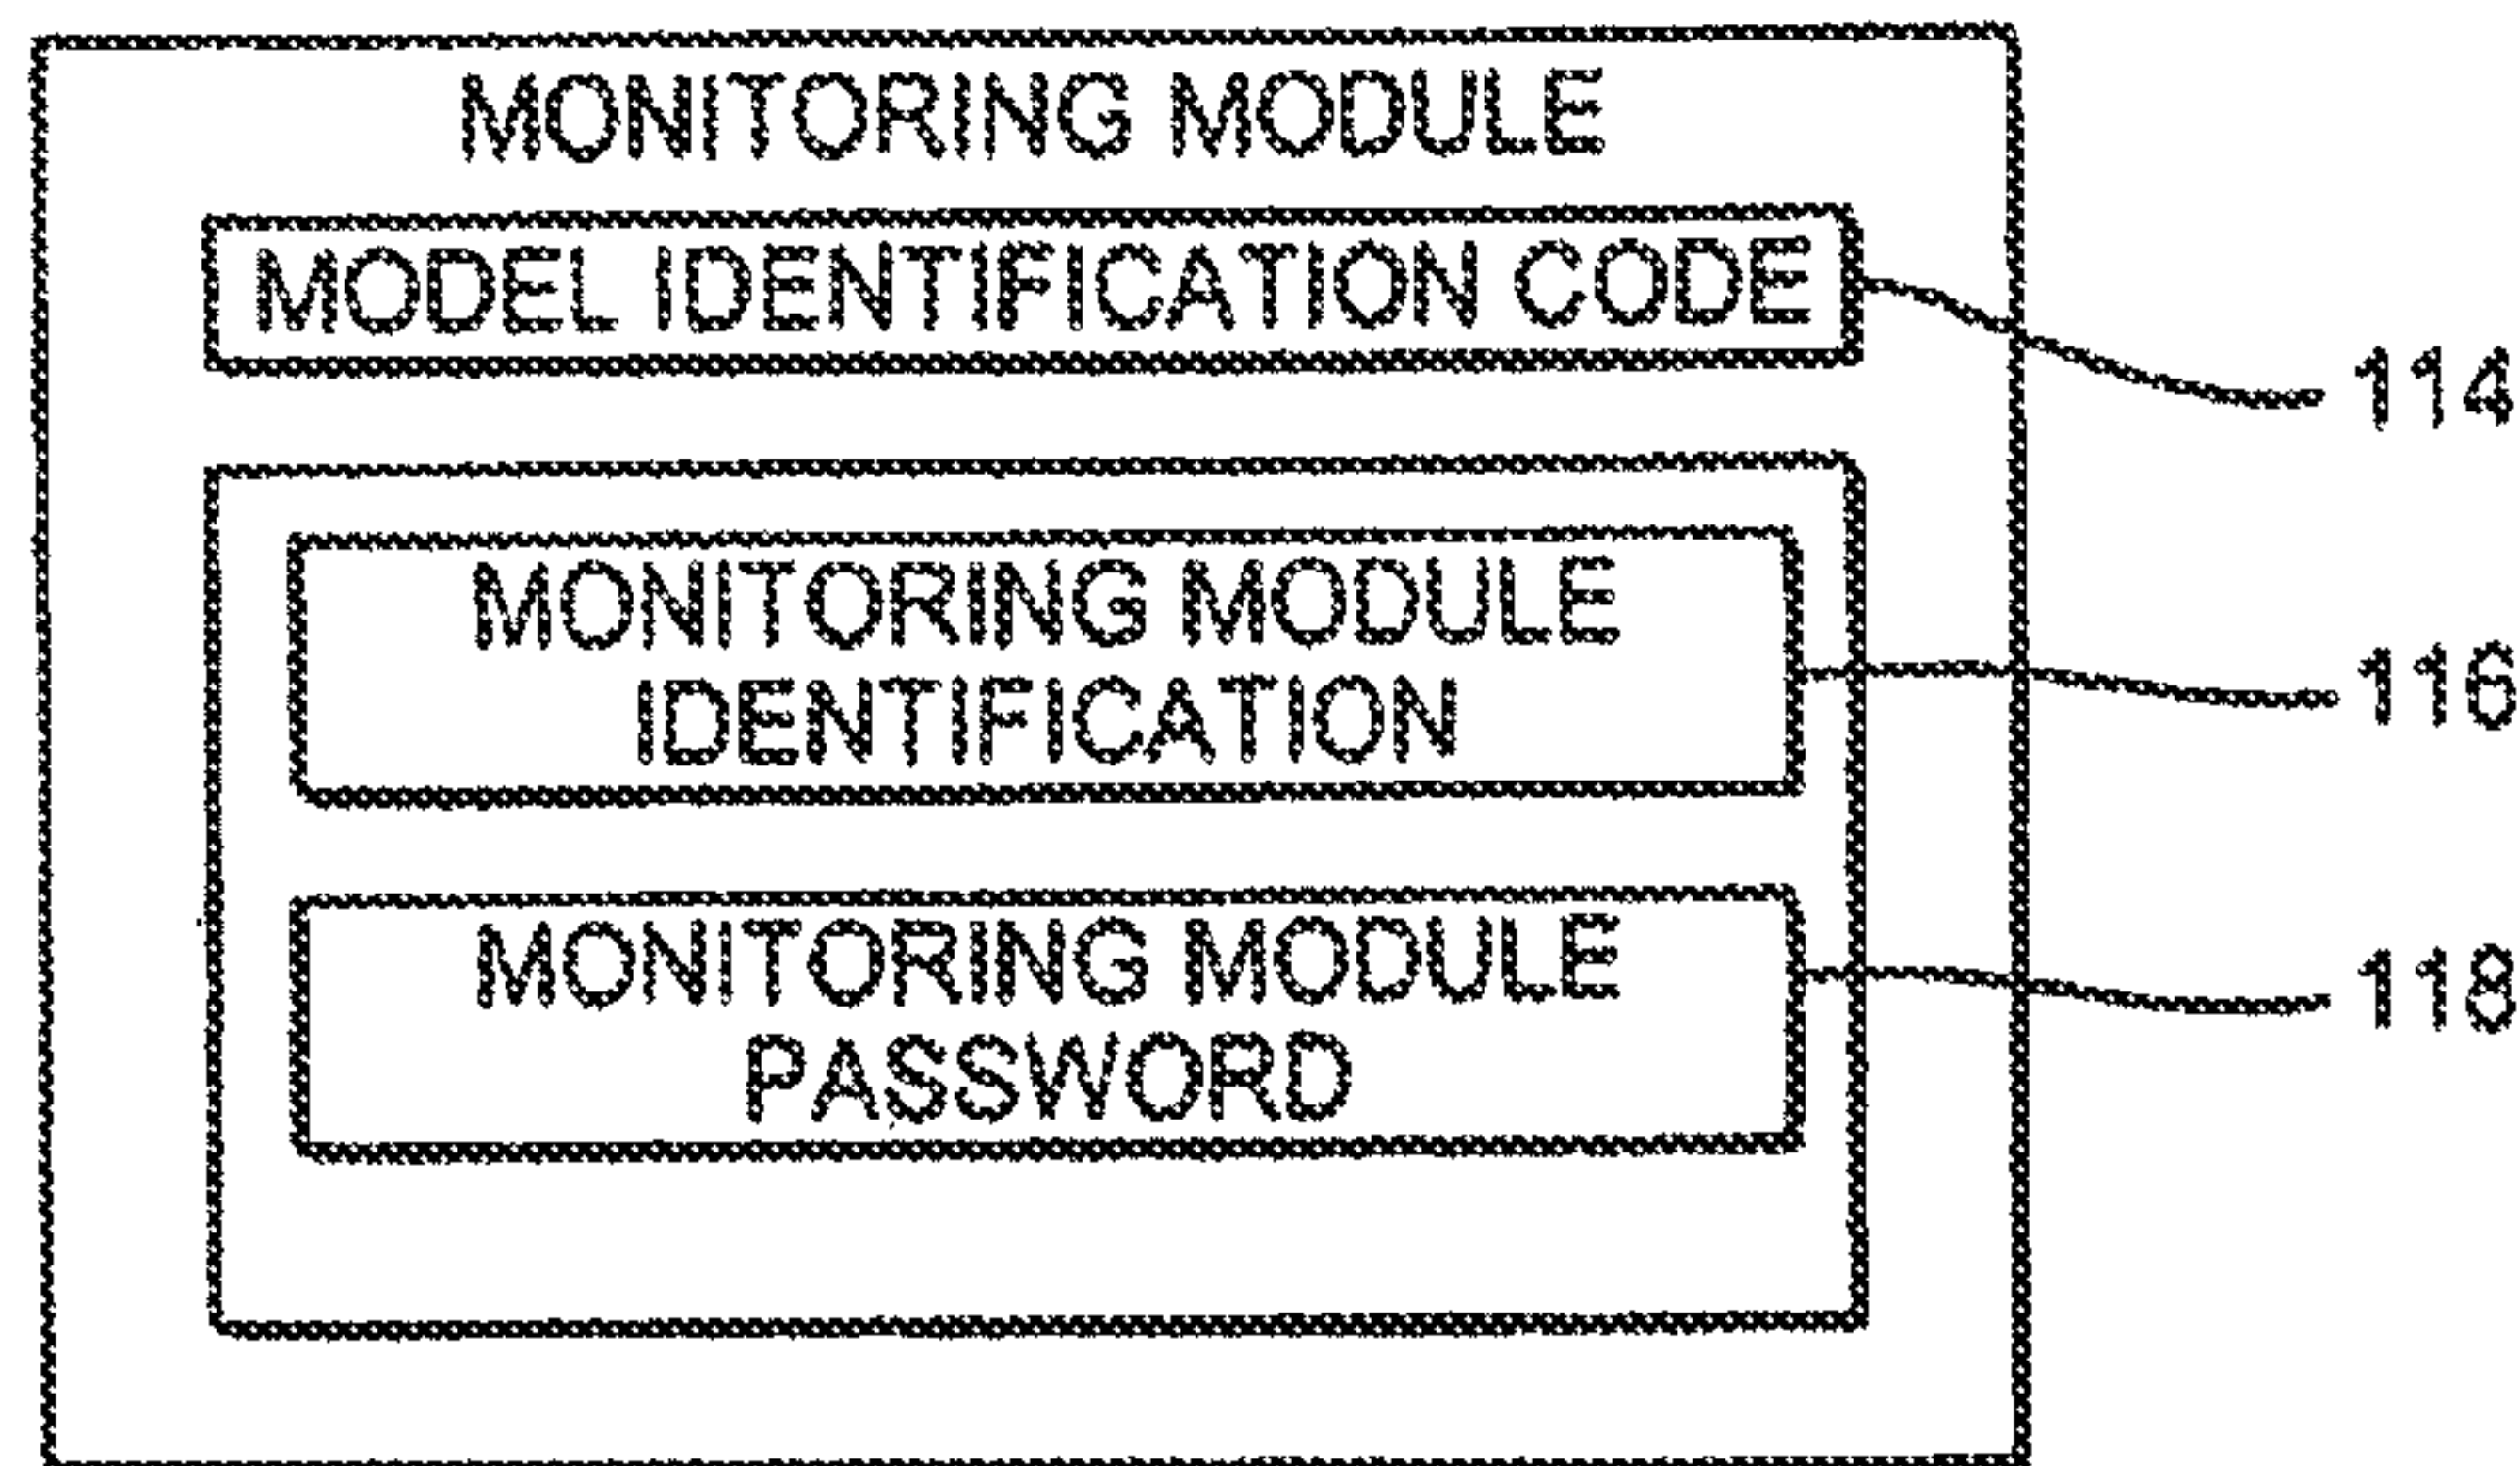 MONITORING MODULE
MODEL IDENTIFICATION CODE
114
MONITORING MODULE
IDENTIFICATION
116
MONITORING MODULE
PASSWORD
118